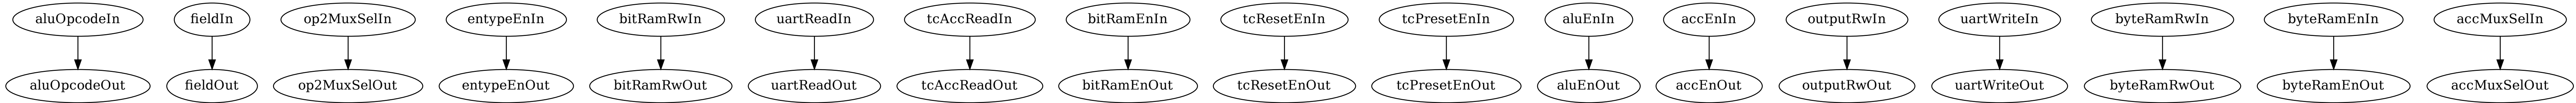 aluOpcodeIn fieldIn op2MuxSelIn entypeEnIn bitRamRwIn uartReadIn tcAccReadIn bitRamEnIn tcResetEnIn tcPresetEnIn aluEnIn accEnIn outputRwIn uartWriteIn byteRamRwIn byteRamEnIn accMuxSelIn
aluOpcodeOut fieldOut op2MuxSelOut entypeEnOut bitRamRwOut uartReadOut tcAccReadOut bitRamEnOut tcResetEnOut tcPresetEnOut aluEnOut accEnOut outputRwOut uartWriteOut byteRamRwOut byteRamEnOut accMuxSelOut